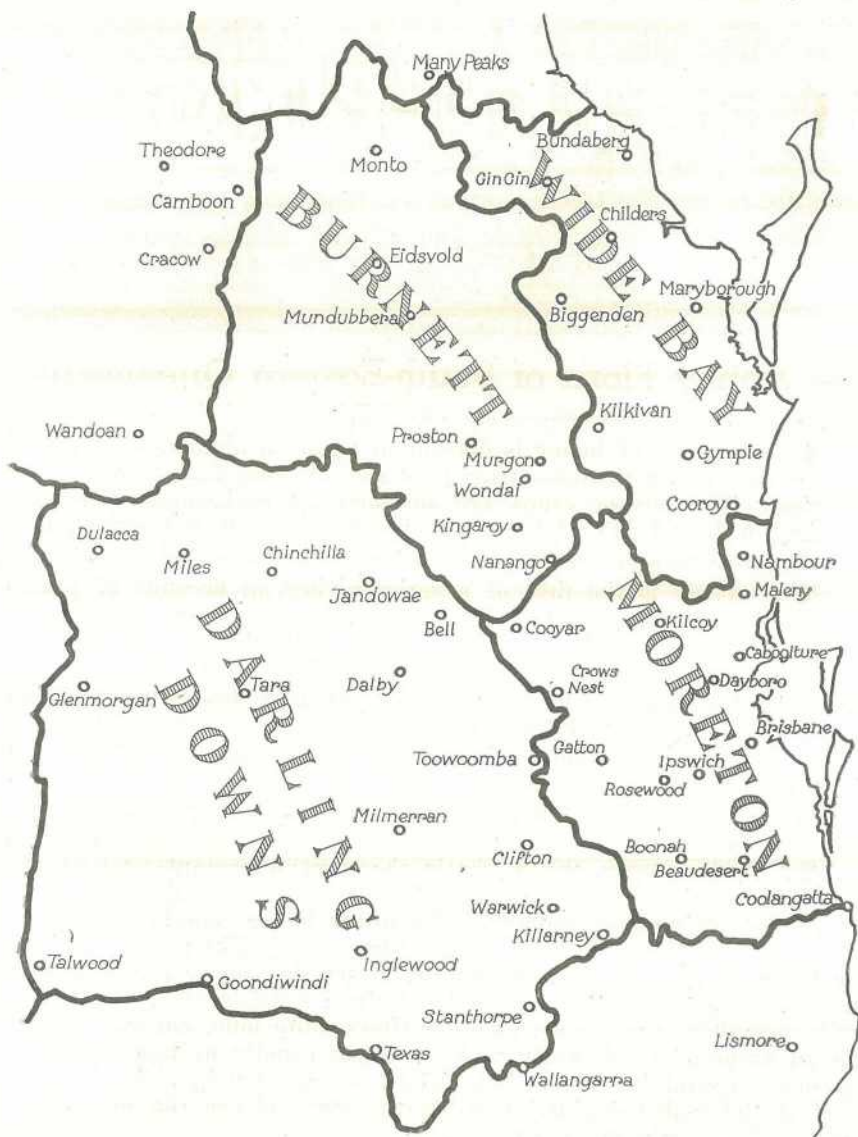 Many Peaks
Bundaberg
Theodore
Monto
Gin Gin
Camboon
WIDE BAY
BURNETT
Childers
Cracow
Eidsvold
Maryborough
Mundubbera
Biggenden
Kilkivan
Wandoan
Proston
Murgon
Gympie
Wondai
Cooroy
Kingaroy
Dulacca
Miles
Chinchilla
Nanango
Nambour
Jandowae
Maleny
MORETON
DARLING
DOWNS
Bell
Cooyar
Kilcoy
Caboolture
Glenmorgan
Tara
Dalby
Crows
Nest
Dayboro
Brisbane
Toowoomba
Gatton
Ipswich
Rosewood
Milmerran
Clifton
Boonah
Beaudesert
Warwick
Coolangatta
Killarney
Talwood
Inglewood
Goondiwindi
Stanthorpe
Lismore
Texas
Wallangarra